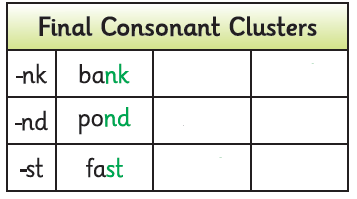 Final Consonant Clusters
-nk bank
-nd pond
-st fast